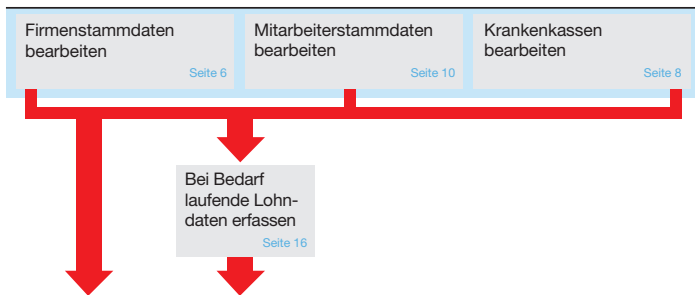 Firmenstammdaten
bearbeiten
Seite 6
Mitarbeiterstammdaten
bearbeiten
Seite 10
Krankenkassen
bearbeiten
Seite 8
Bei Bedarf
laufende Lohn-
daten erfassen
Seite 16